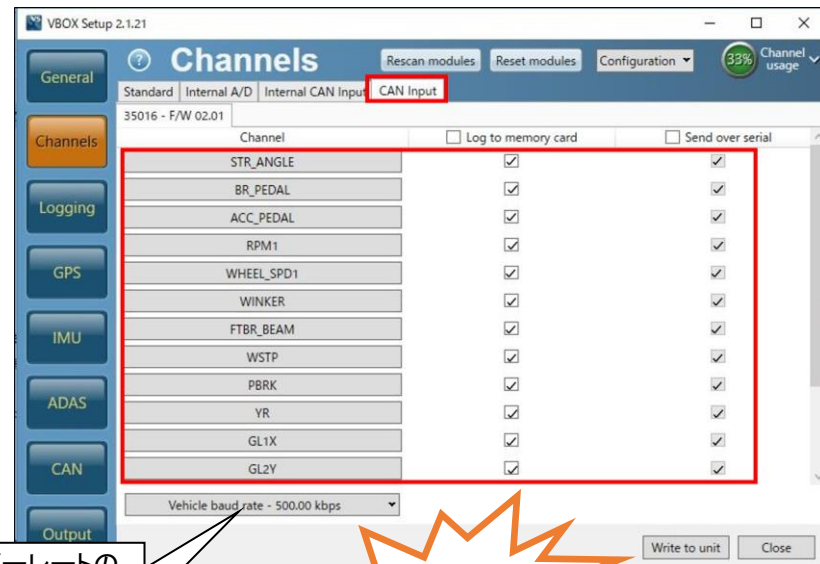 VBOX Setup 2.1.21
General
Channels
Rescan modules
Reset modules
Configuration
33%
Channel usage
Standard
Internal A/D
Internal CAN Input
CAN Input
35016 - F/W 02.01
Channels
Channel
Log to memory card
Send over serial
STR_ANGLE
BR_PEDAL
ACC_PEDAL
Logging
RPM1
GPS
WHEEL_SPD1
WINKER
IMU
FTBR_BEAM
WSTP
PBRK
ADAS
YR
GL1X
CAN
GL2Y
Vehicle baud rate - 500.00 kbps
Output
Write to unit
Close